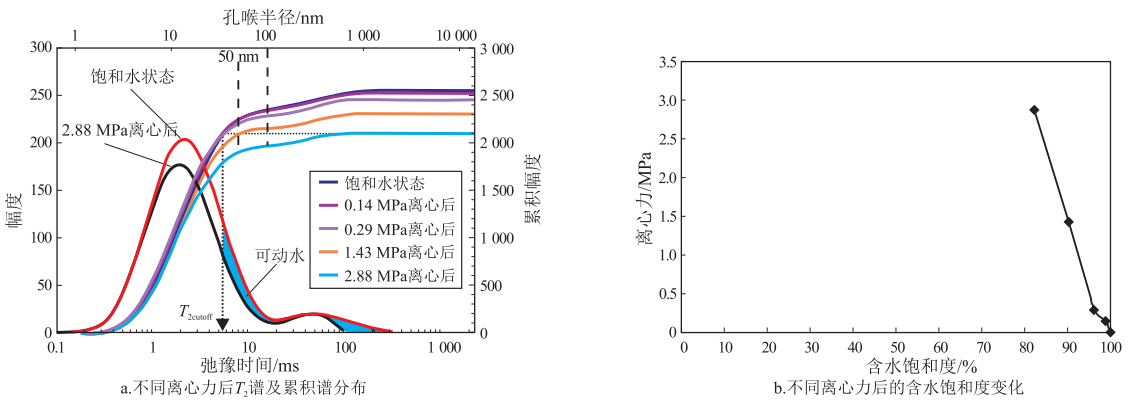 孔喉半径/nm
1 10 100 1 000 10 000
300 3 000
50 nm
饱和水状态
250 2 500
2.88 MPa离心后
200 2 000
150 1 500
100 1 000
50 500
0 0
幅度
累积幅度
饱和水状态
0.14 MPa离心后
0.29 MPa离心后
1.43 MPa离心后
2.88 MPa离心后
可动水
T2cutoff
0.1 1 10 100 1 000
弛豫时间/ms
a.不同离心力后T2谱及累积谱分布
离心力/MPa
3.5
3.0
2.5
2.0
1.5
1.0
0.5
0
0 10 20 30 40 50 60 70 80 90 100
含水饱和度/%
b.不同离心力后的含水饱和度变化